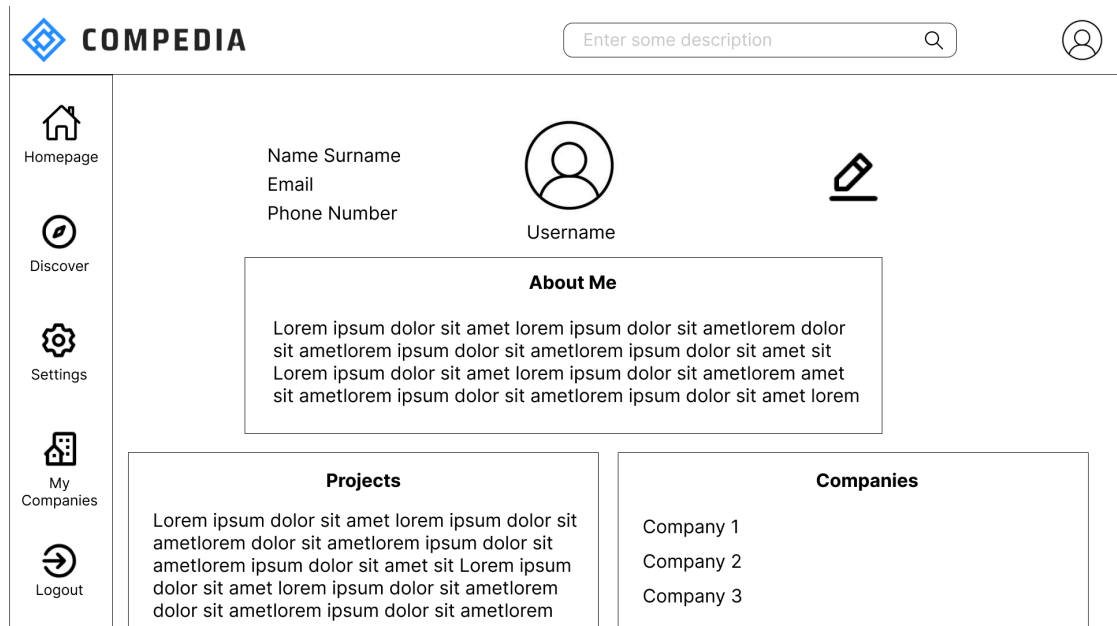 COMPEDIA
Enter some description
Homepage
Discover
Settings
My
Companies
Logout
Name Surname
Email
Phone Number
Username
About Me
Lorem ipsum dolor sit amet lorem ipsum dolor sit ametlorem dolor
sit ametlorem ipsum dolor sit ametlorem ipsum dolor sit amet sit
Lorem ipsum dolor sit amet lorem ipsum dolor sit ametlorem amet
sit ametlorem ipsum dolor sit ametlorem ipsum dolor sit amet lorem
Projects
Lorem ipsum dolor sit amet lorem ipsum dolor sit
ametlorem dolor sit ametlorem ipsum dolor sit
ametlorem ipsum dolor sit amet sit Lorem ipsum
dolor sit amet lorem ipsum dolor sit ametlorem
dolor sit ametlorem ipsum dolor sit ametlorem
Companies
Company 1
Company 2
Company 3